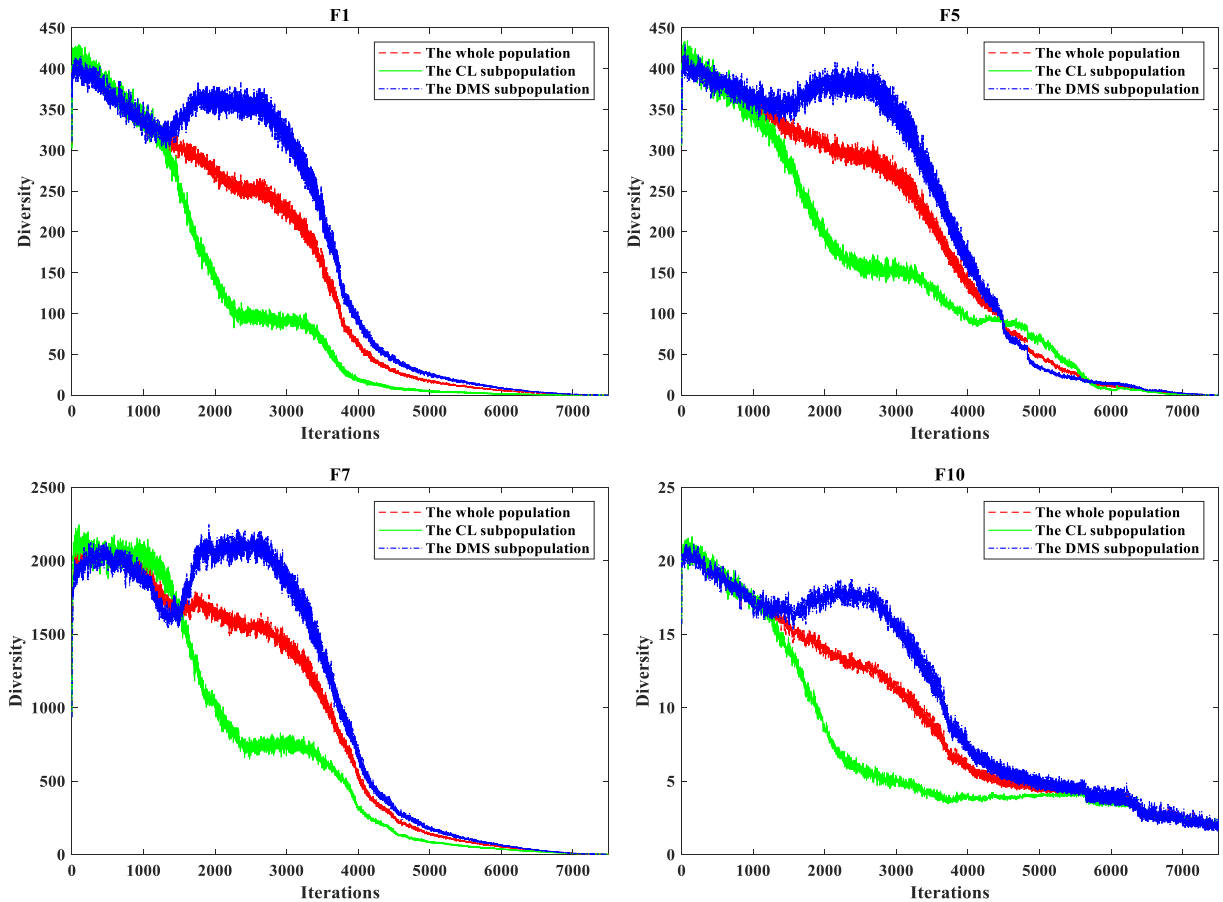 F1
450
400
350
300
250
200
150
100
50
0
Diversity
The whole population
The CL subpopulation
The DMS subpopulation
0 1000 2000 3000 4000 5000 6000 7000
Iterations
F5
450
400
350
300
250
200
150
100
50
0
Diversity
The whole population
The CL subpopulation
The DMS subpopulation
0 1000 2000 3000 4000 5000 6000 7000
Iterations
F7
2500
2000
1500
1000
500
0
Diversity
The whole population
The CL subpopulation
The DMS subpopulation
0 1000 2000 3000 4000 5000 6000 7000
Iterations
F10
25
20
15
10
5
0
Diversity
The whole population
The CL subpopulation
The DMS subpopulation
0 1000 2000 3000 4000 5000 6000 7000
Iterations